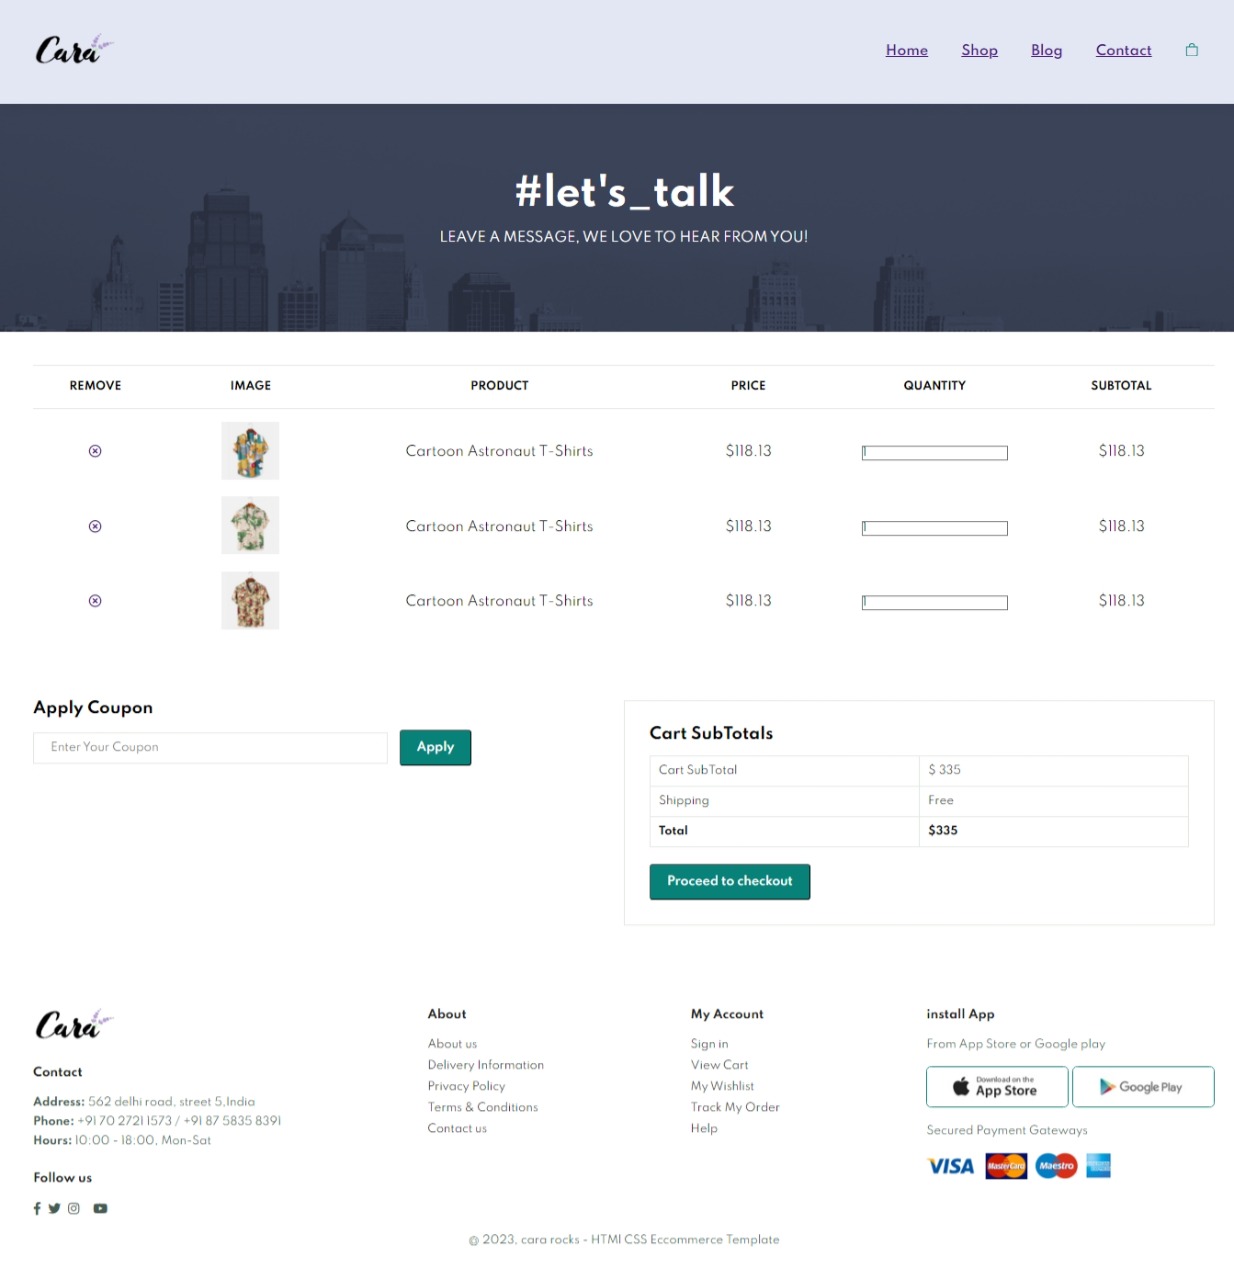 Cara
Home Shop Blog Contact
#let's_talk
LEAVE A MESSAGE, WE LOVE TO HEAR FROM YOU!
REMOVE IMAGE PRODUCT PRICE QUANTITY SUBTOTAL
Cartoon Astronaut T-Shirts $118.13 1 $118.13
Cartoon Astronaut T-Shirts $118.13 1 $118.13
Cartoon Astronaut T-Shirts $118.13 1 $118.13
Apply Coupon
Enter Your Coupon Apply
Cart SubTotals
Cart SubTotal $ 335
Shipping Free
Total $335
Proceed to checkout
Cara
Contact
Address: 562 delhi road, street 5,India
Phone: +91 70 2721 1573 / +91 87 5835 8391
Hours: 10:00 - 18:00, Mon-Sat
Follow us
About
About us
Delivery Information
Privacy Policy
Terms & Conditions
Contact us
My Account
Sign in
View Cart
My Wishlist
Track My Order
Help
install App
From App Store or Google play
Download on the
App Store
Google Play
Secured Payment Gateways
VISA MasterCard Maestro
@ 2023, cara rocks - HTMl CSS Eccommerce Template